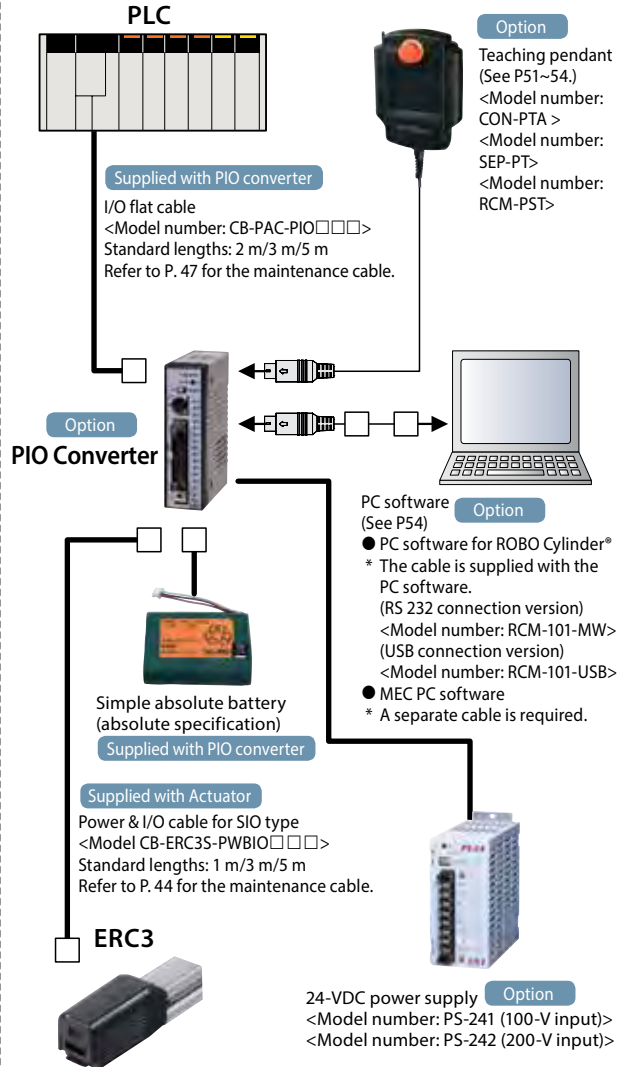 PLC
Option
Teaching pendant
(See P51~54.)
<Model number:
CON-PTA >
<Model number:
SEP-PT>
<Model number:
RCM-PST>
Supplied with PIO converter
I/O flat cable
<Model number: CB-PAC-PIO□□□>
Standard lengths: 2 m/3 m/5 m
Refer to P. 47 for the maintenance cable.
Option
PIO Converter
PC software
(See P54)
Option
● PC software for ROBO Cylinder®
* The cable is supplied with the
PC software.
(RS 232 connection version)
<Model number: RCM-101-MW>
(USB connection version)
<Model number: RCM-101-USB>
● MEC PC software
* A separate cable is required.
Simple absolute battery
(absolute specification)
Supplied with PIO converter
Supplied with Actuator
Power & I/O cable for SIO type
<Model CB-ERC3S-PWBIO□□□>
Standard lengths: 1 m/3 m/5 m
Refer to P. 44 for the maintenance cable.
ERC3
PS-24
24-VDC power supply
Option
<Model number: PS-241 (100-V input)>
<Model number: PS-242 (200-V input)>